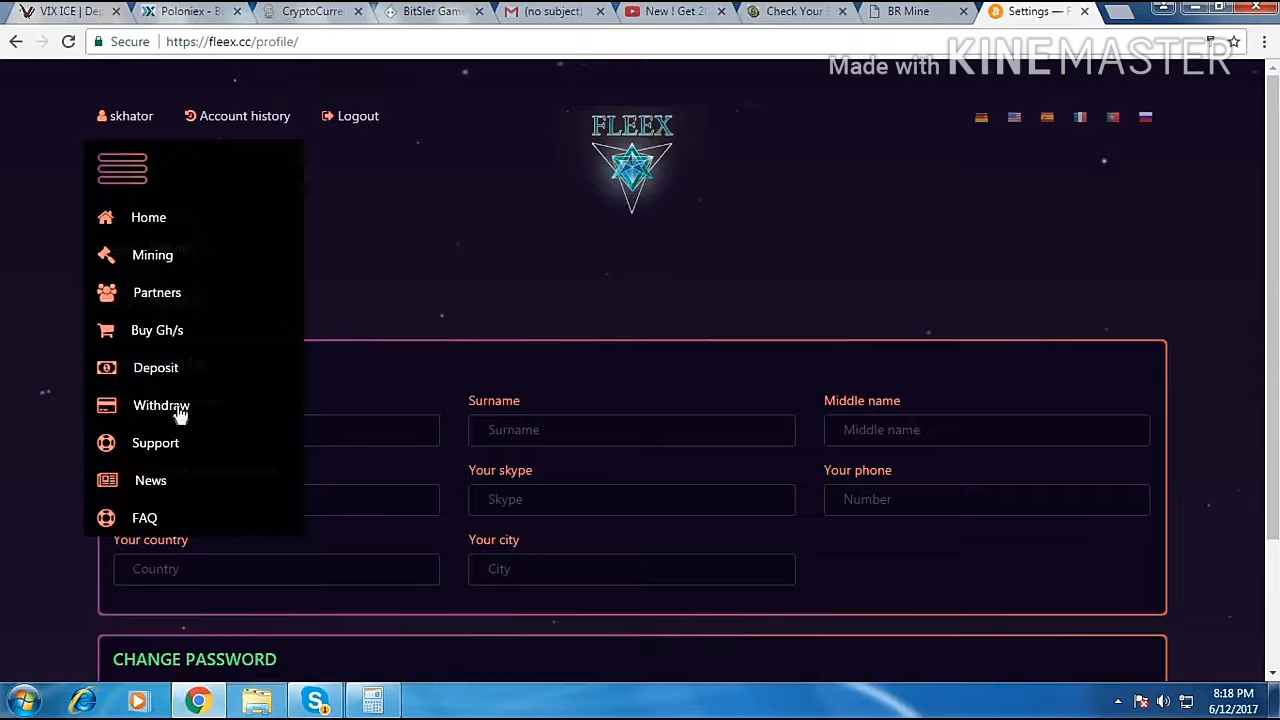 VIX ICE | Dep
Poloniex - B
CryptoCurre
BitSler Game
(no subject)
New ! Get 20
Check Your
BR Mine
Settings — F
Secure
https://fleex.cc/profile/
Made with KINEMASTER
skhator
Account history
Logout
FLEEX
Home
Mining
Partners
Buy Gh/s
Deposit
Withdraw
Support
News
FAQ
Surname
Middle name
Surname
Middle name
Your skype
Your phone
Skype
Number
Your country
Your city
Country
City
CHANGE PASSWORD
8:18 PM
6/12/2017